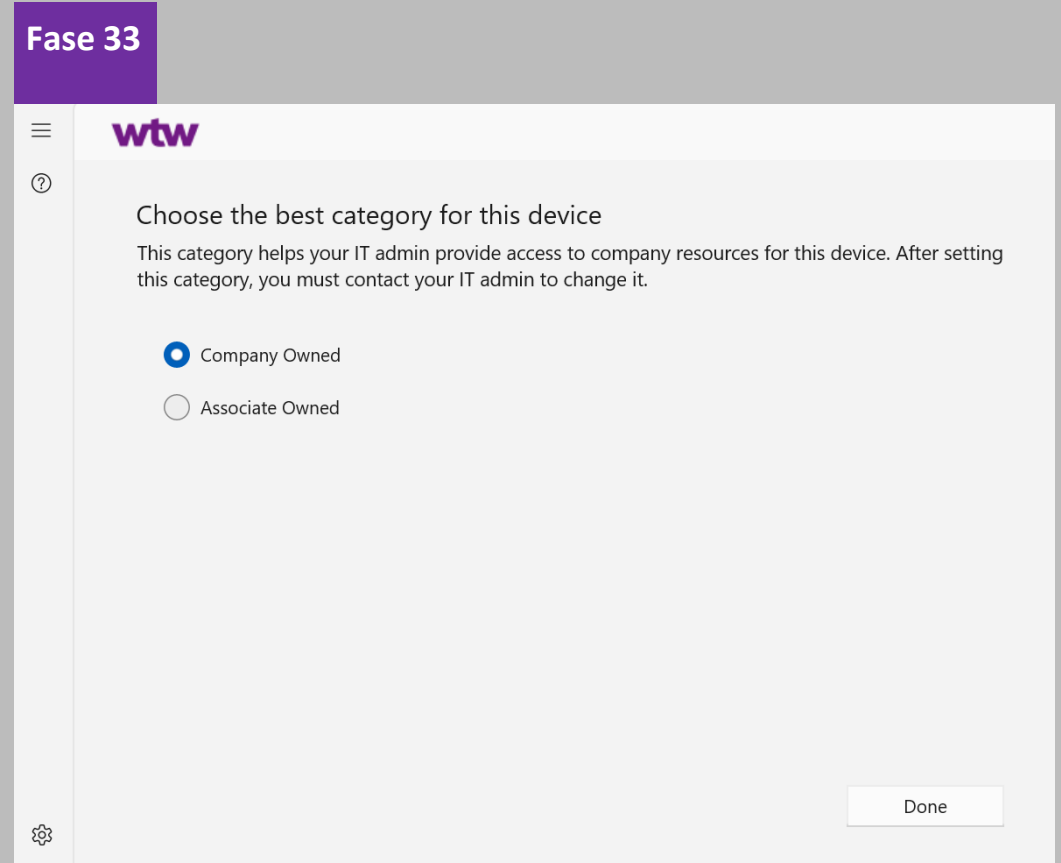 Fase 33
wtw
Choose the best category for this device
This category helps your IT admin provide access to company resources for this device. After setting
this category, you must contact your IT admin to change it.
Company Owned
Associate Owned
Done